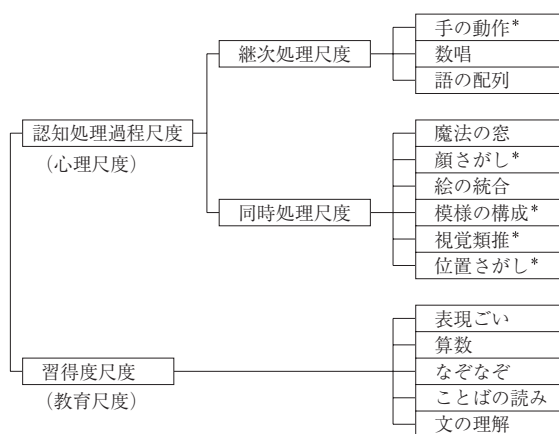 手の動作*
継次処理尺度
数唱
語の配列
認知処理過程尺度
（心理尺度）
魔法の窓
顔さがし*
絵の統合
同時処理尺度
模様の構成*
視覚類推*
位置さがし*
表現ごい
算数
習得度尺度
（教育尺度）
なぞなぞ
ことばの読み
文の理解